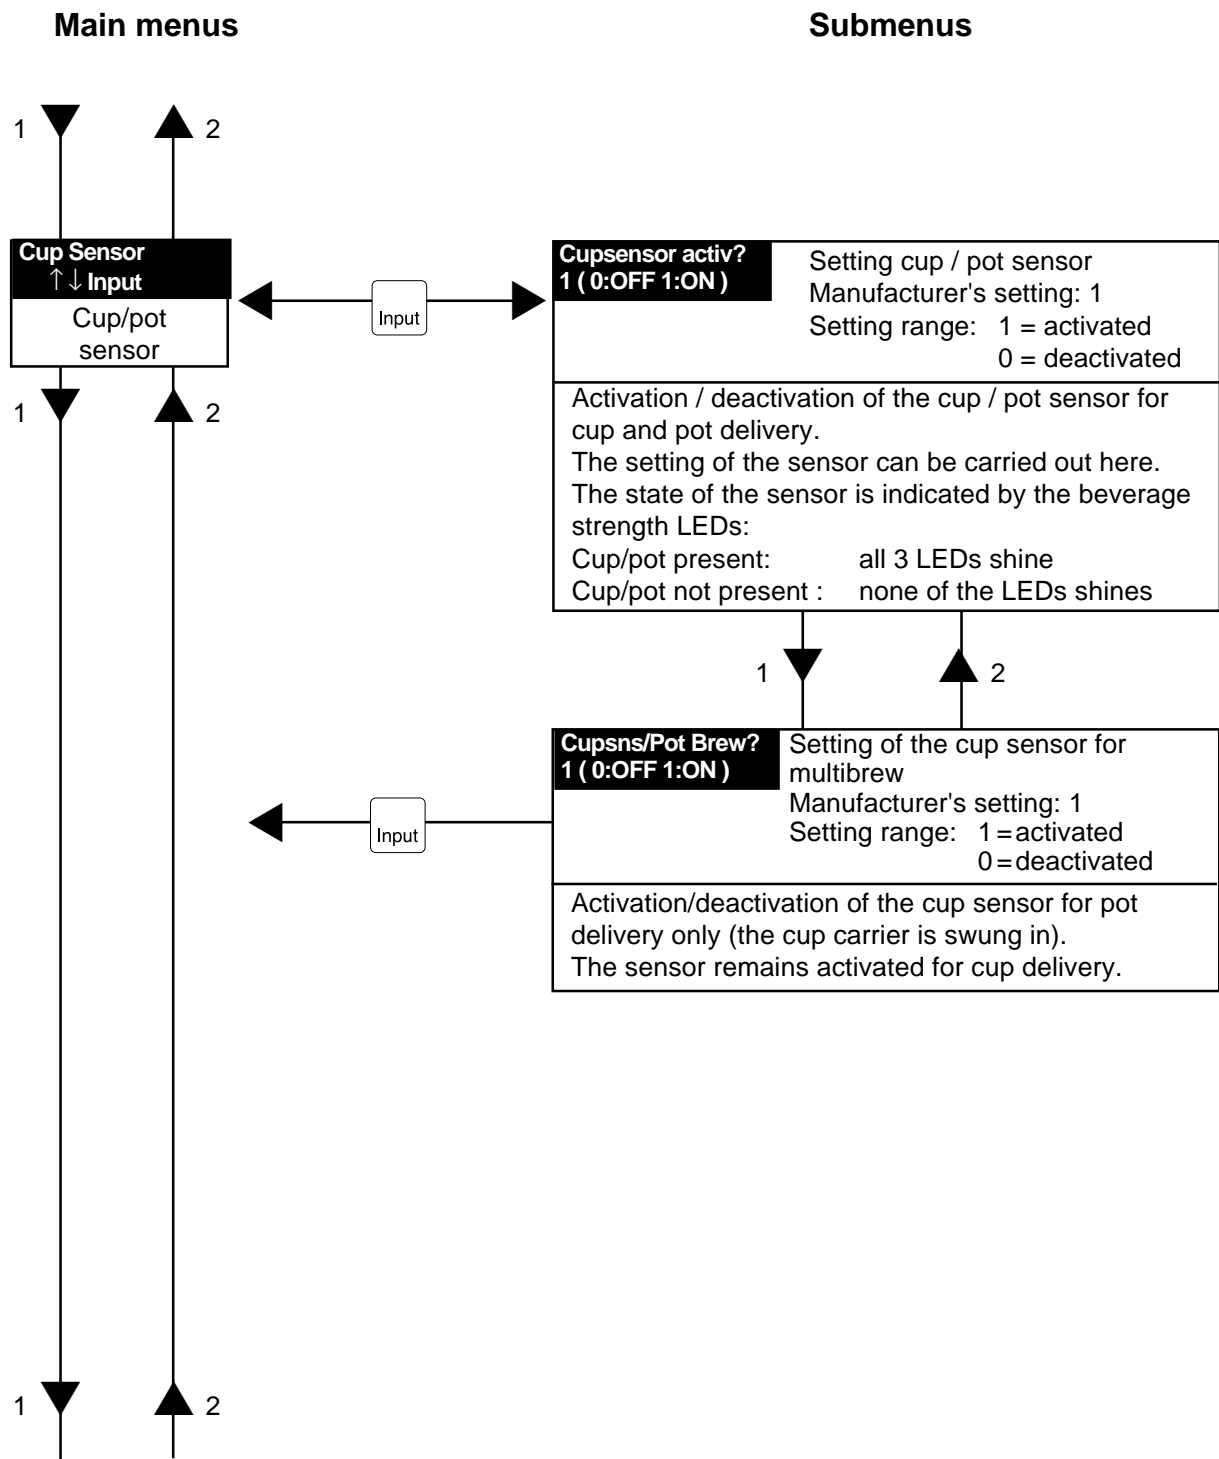 Main menus
Submenus
1
2
Cup Sensor
↑↓ Input
Cup/pot
sensor
Input
Cupsensor activ?
1 ( 0:OFF 1:ON )
Setting cup / pot sensor
Manufacturer's setting: 1
Setting range: 1 = activated
0 = deactivated
1
2
Activation / deactivation of the cup / pot sensor for
cup and pot delivery.
The setting of the sensor can be carried out here.
The state of the sensor is indicated by the beverage
strength LEDs:
Cup/pot present: all 3 LEDs shine
Cup/pot not present : none of the LEDs shines
1
2
Cupsns/Pot Brew?
1 ( 0:OFF 1:ON )
Setting of the cup sensor for
multibrew
Manufacturer's setting: 1
Setting range: 1 = activated
0 = deactivated
Input
Activation/deactivation of the cup sensor for pot
delivery only (the cup carrier is swung in).
The sensor remains activated for cup delivery.
1
2